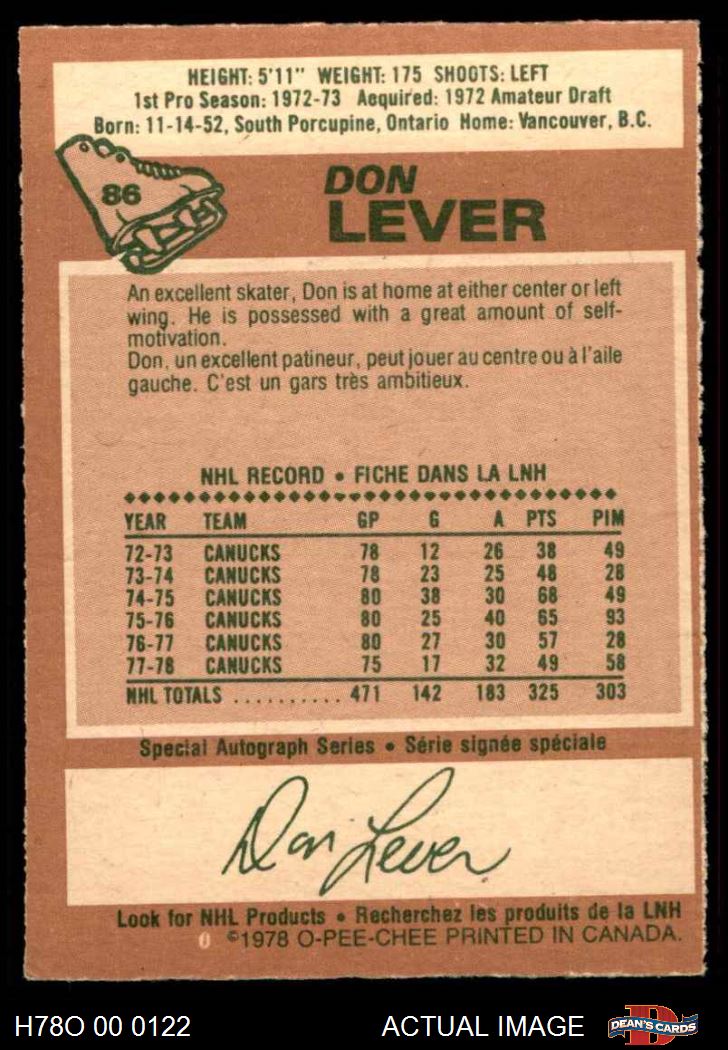 HEIGHT: 5'11" WEIGHT: 175 SHOOTS: LEFT
1st Pro Season: 1972-73 Acquired: 1972 Amateur Draft
Born: 11-14-52, South Porcupine, Ontario Home: Vancouver, B.C.
86
DON
LEVER
An excellent skater, Don is at home at either center or left
wing. He is possessed with a great amount of self-
motivation.
Don, un excellent patineur, peut jouer au centre ou à l'aile
gauche. C'est un gars très ambitieux.
NHL RECORD • FICHE DANS LA LNH
YEAR TEAM GP G A PTS PIM
72-73 CANUCKS 78 12 26 38 49
73-74 CANUCKS 78 23 25 48 28
74-75 CANUCKS 80 38 30 68 49
75-76 CANUCKS 80 25 40 65 93
76-77 CANUCKS 80 27 30 57 28
77-78 CANUCKS 75 17 32 49 58
NHL TOTALS .......... 471 142 183 325 303
Special Autograph Series • Série signée spéciale
Don Lever
Look for NHL Products • Recherchez les produits de la LNH
0 ©1978 O-PEE-CHEE PRINTED IN CANADA.
H78O 00 0122 ACTUAL IMAGE D DEAN'S CARDS